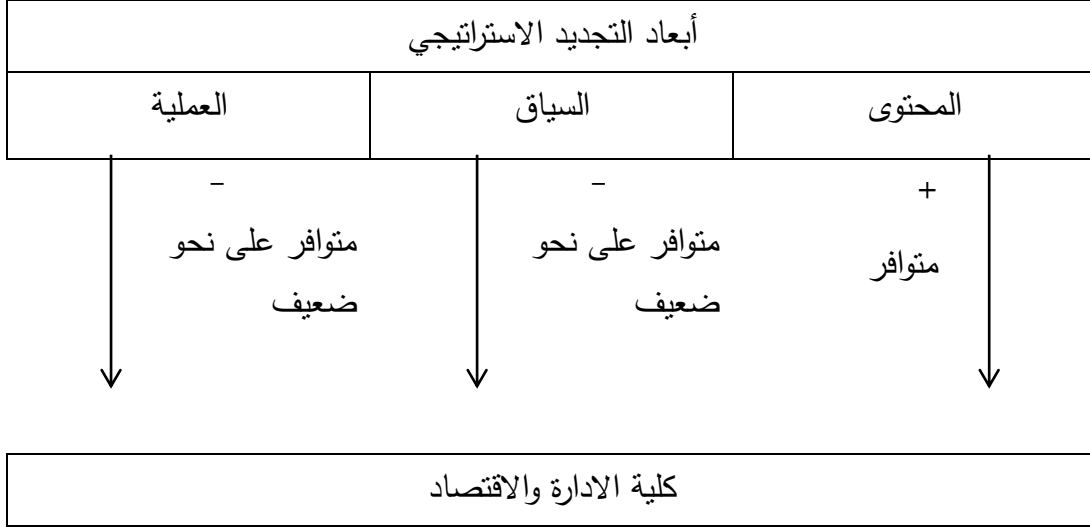 أبعاد التجديد الاستراتيجي
المحتوى
السياق
العملية
+
متوافر
–
متوافر على نحو
ضعيف
–
متوافر على نحو
ضعيف
كلية الادارة والاقتصاد